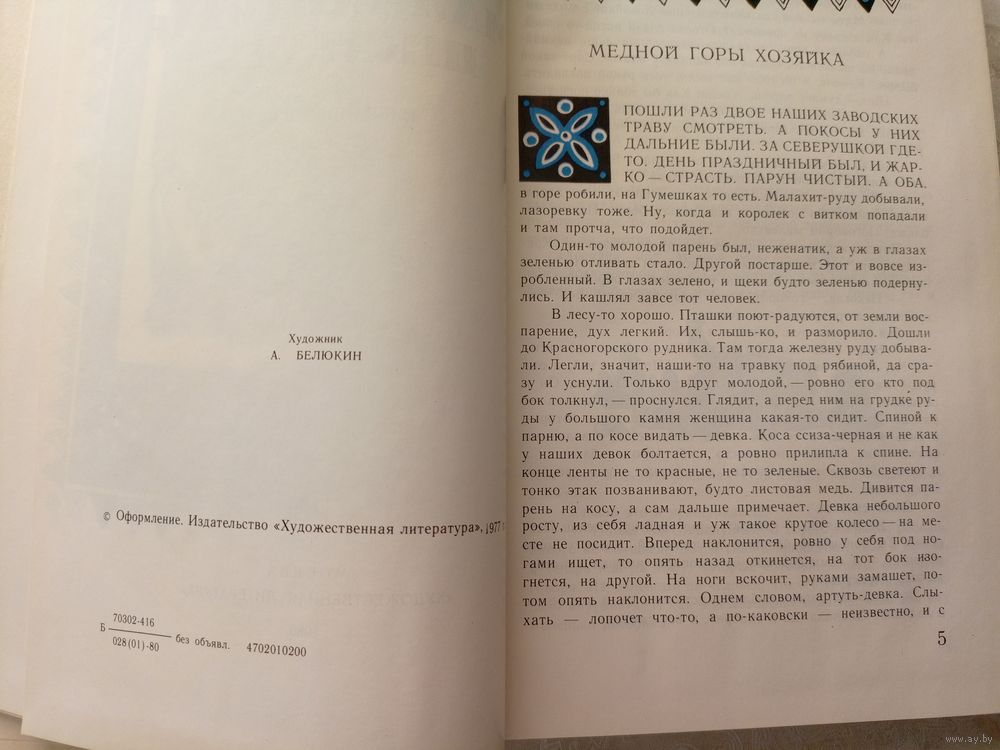 Художник
А. БЕЛЮКИН
© Оформление. Издательство «Художественная литература», 1977 г.
Б 70302-416
028(01)-80 без объявл. 4702010200
МЕДНОЙ ГОРЫ ХОЗЯЙКА
ПОШЛИ РАЗ ДВОЕ НАШИХ ЗАВОДСКИХ
ТРАВУ СМОТРЕТЬ. А ПОКОСЫ У НИХ
ДАЛЬНИЕ БЫЛИ. ЗА СЕВЕРУШКОЙ ГДЕ-
ТО. ДЕНЬ ПРАЗДНИЧНЫЙ БЫЛ, И ЖАР-
КО — СТРАСТЬ. ПАРУН ЧИСТЫЙ. А ОБА,
в горе робили, на Гумешках то есть. Малахит-руду добывали,
лазоревку тоже. Ну, когда и королек с витком попадали
и там протча, что подойдет.
Один-то молодой парень был, неженатик, а уж в глазах
зеленью отливать стало. Другой постарше. Этот и вовсе из-
робленный. В глазах зелено, и щеки будто зеленью подерну-
лись. И кашлял завсе тот человек.
В лесу-то хорошо. Пташки поют-радуются, от земли вос-
парение, дух легкий. Их, слышь-ко, и разморило. Дошли
до Красногорского рудника. Там тогда железну руду добыва-
ли. Легли, значит, наши-то на травку под рябиной, да сра-
зу и уснули. Только вдруг молодой, — ровно его кто под
бок толкнул, — проснулся. Глядит, а перед ним на грудке ру-
ды у большого камня женщина какая-то сидит. Спиной к
парню, а по косе видать — девка. Коса ссиза-черная и не как
у наших девок болтается, а ровно прилипла к спине. На
конце ленты не то красные, не то зеленые. Сквозь светеют и
тонко этак позванивают, будто листовая медь. Дивится па-
рень на косу, а сам дальше примечает. Девка небольшого
росту, из себя ладная и уж такое крутое колесо — на ме-
сте не посидит. Вперед наклонится, ровно у себя под но-
гами ищет, то опять назад откинется, на тот бок изо-
гнется, на другой. На ноги вскочит, руками замашет, по-
том опять наклонится. Однем словом, артуть-девка. Слы-
хать — лопочет что-то, а по-каковски — неизвестно, и с
5
www.ay.by